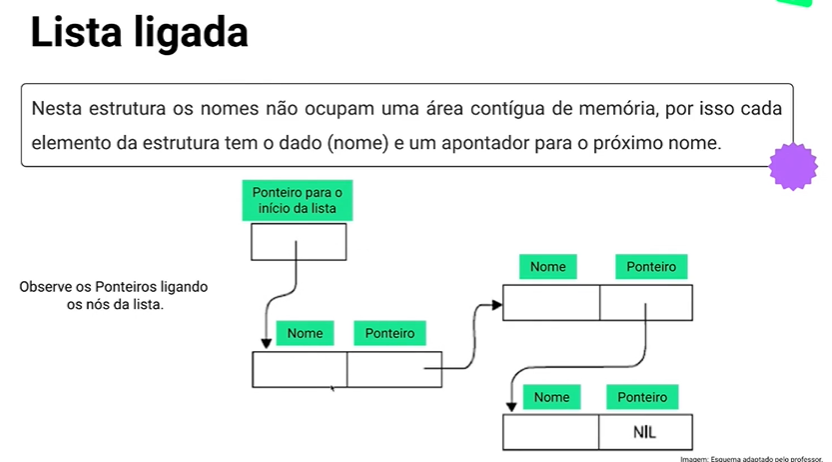 Lista ligada
Nesta estrutura os nomes não ocupam uma área contígua de memória, por isso cada
elemento da estrutura tem o dado (nome) e um apontador para o próximo nome.
Ponteiro para o
início da lista
Observe os Ponteiros ligando
os nós da lista.
Nome
Ponteiro
Nome
Ponteiro
Nome
Ponteiro
NIL
Imagem: Esquema adaptado pelo professor.